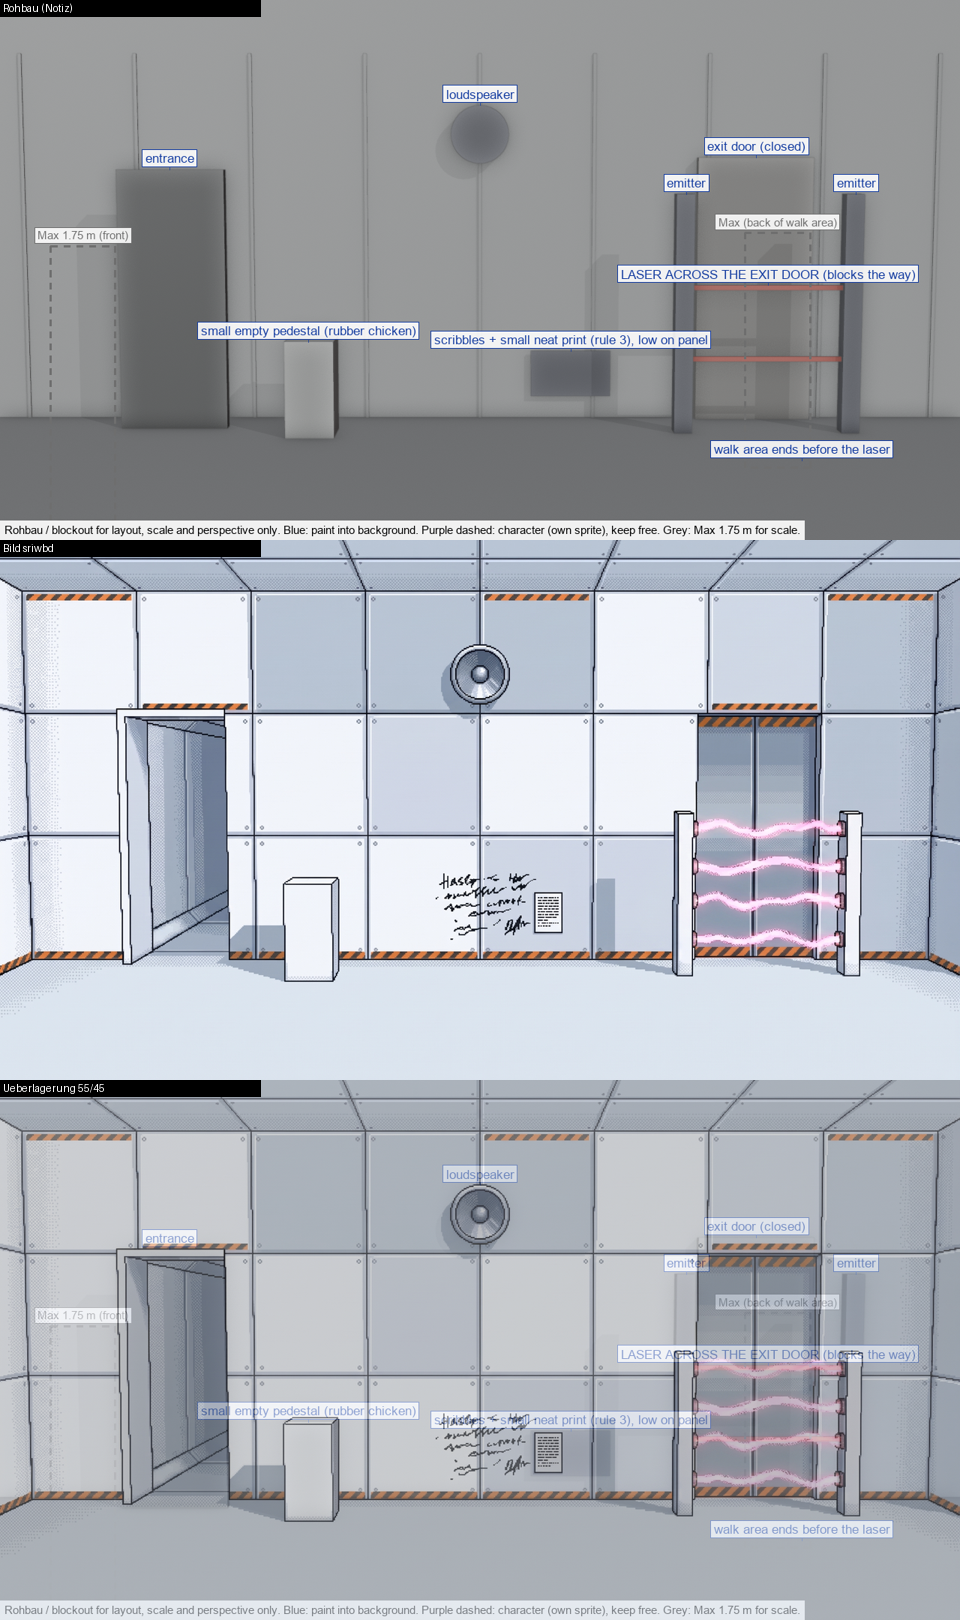 Rohbau (Notiz)
loudspeaker
exit door (closed)
entrance
emitter
emitter
Max (back of walk area)
Max 1.75 m (front)
LASER ACROSS THE EXIT DOOR (blocks the way)
small empty pedestal (rubber chicken)
scribbles + small neat print (rule 3), low on panel
walk area ends before the laser
Rohbau / blockout for layout, scale and perspective only. Blue: paint into background. Purple dashed: character (own sprite), keep free. Grey: Max 1.75 m for scale.
Bild sriwbd
Ueberlagerung 55/45
loudspeaker
exit door (closed)
entrance
emitter
emitter
Max (back of walk area)
Max 1.75 m (front)
LASER ACROSS THE EXIT DOOR (blocks the way)
small empty pedestal (rubber chicken)
small neat print (rule 3), low on panel
walk area ends before the laser
Rohbau / blockout for layout, scale and perspective only. Blue: paint into background. Purple dashed: character (own sprite), keep free. Grey: Max 1.75 m for scale.